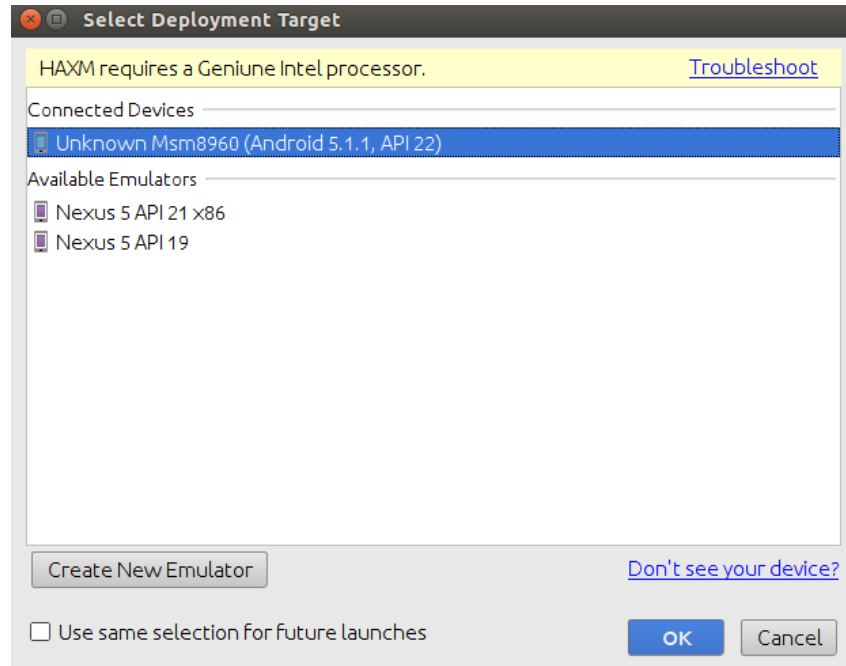 Select Deployment Target
HAXM requires a Geniune Intel processor. Troubleshoot
Connected Devices
Unknown Msm8960 (Android 5.1.1, API 22)
Available Emulators
Nexus 5 API 21 x86
Nexus 5 API 19
Create New Emulator Don't see your device?
Use same selection for future launches OK Cancel